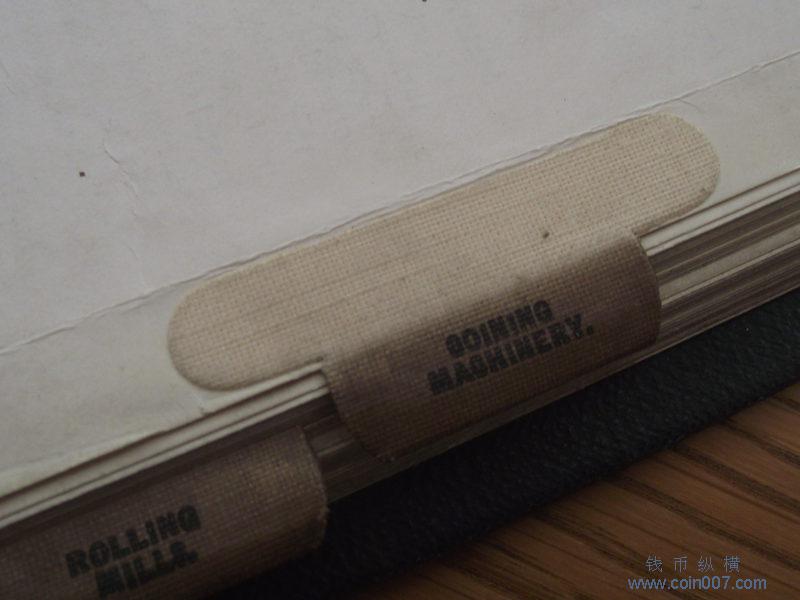 COINING
MACHINERY.
ROLLING
MILLS.
钱币纵横
www.coin007.com